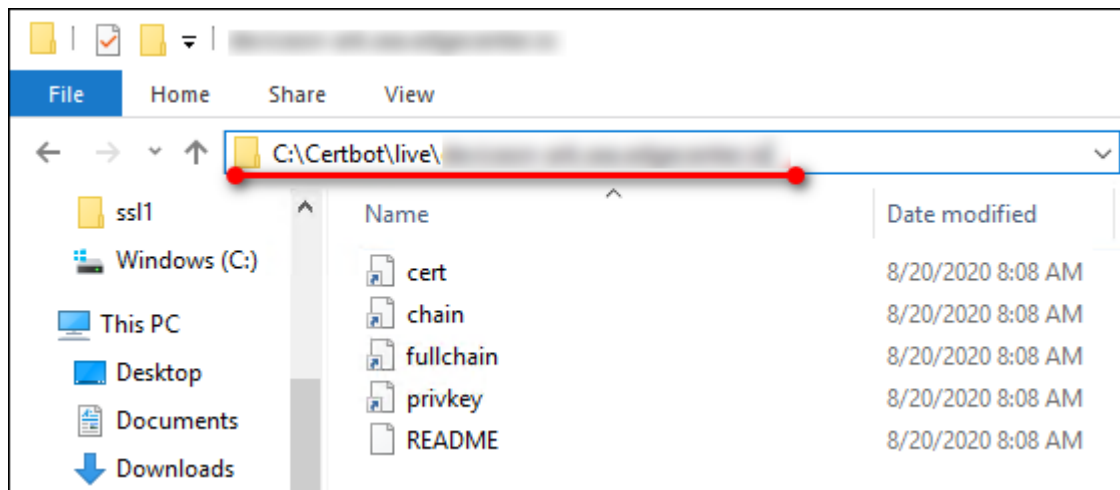 File Home Share View
C:\Certbot\live\
ssl1
Windows (C:)
This PC
Desktop
Documents
Downloads
Name Date modified
cert 8/20/2020 8:08 AM
chain 8/20/2020 8:08 AM
fullchain 8/20/2020 8:08 AM
privkey 8/20/2020 8:08 AM
README 8/20/2020 8:08 AM